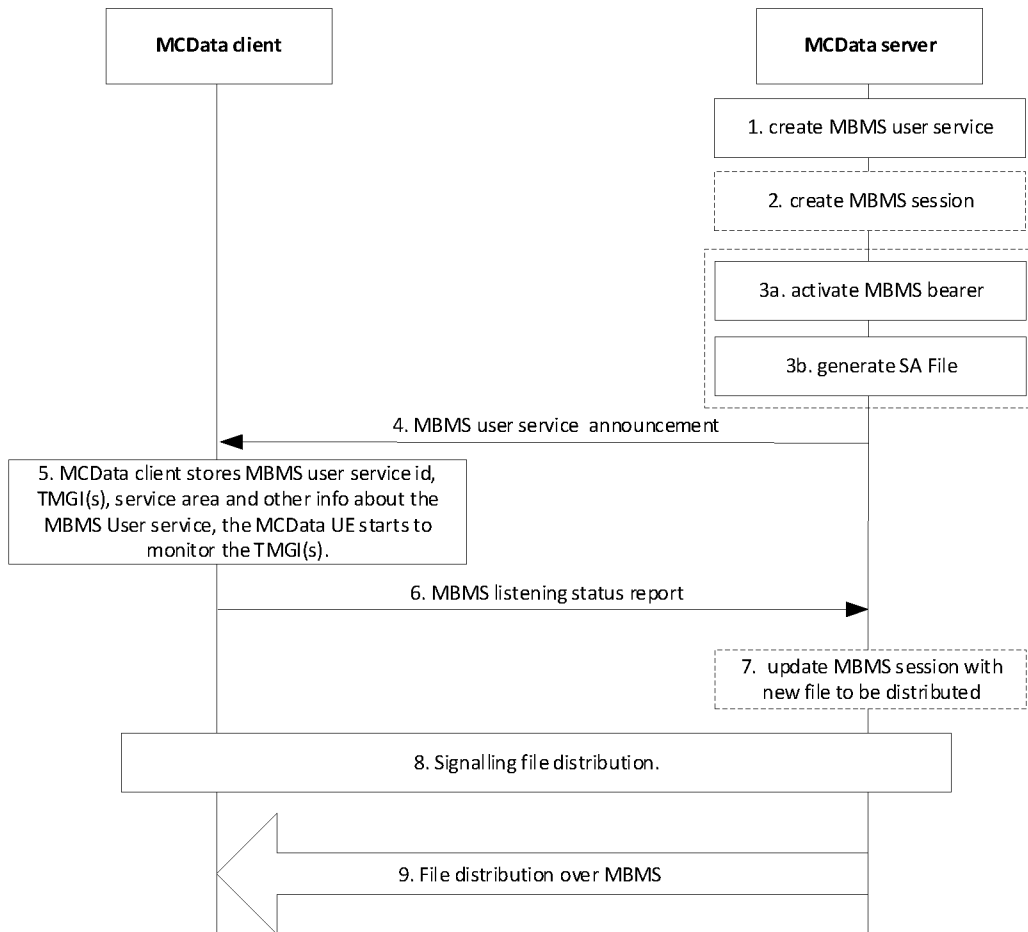 MCData client
MCData server
1. create MBMS user service
2. create MBMS session
3a. activate MBMS bearer
3b. generate SA File
4. MBMS user service announcement
5. MCData client stores MBMS user service id,
TMGI(s), service area and other info about the
MBMS User service, the MCData UE starts to
monitor the TMGI(s).
6. MBMS listening status report
7. update MBMS session with
new file to be distributed
8. Signalling file distribution.
9. File distribution over MBMS